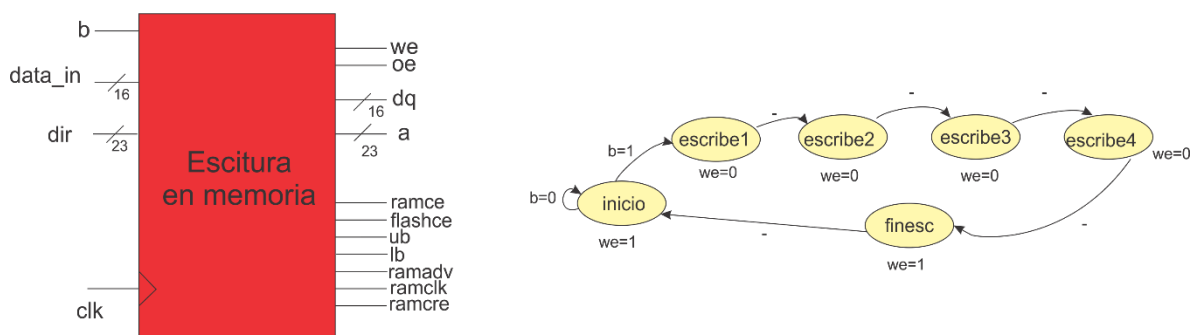 b
data_in
16
dir
23
clk
Escitura
en memoria
we
oe
dq
16
a
23
ramce
flashce
ub
lb
ramadv
ramclk
ramcre
b=0
inicio
we=1
b=1
escribe1
we=0
-
escribe2
we=0
-
escribe3
we=0
-
escribe4
we=0
-
finesc
we=1
-